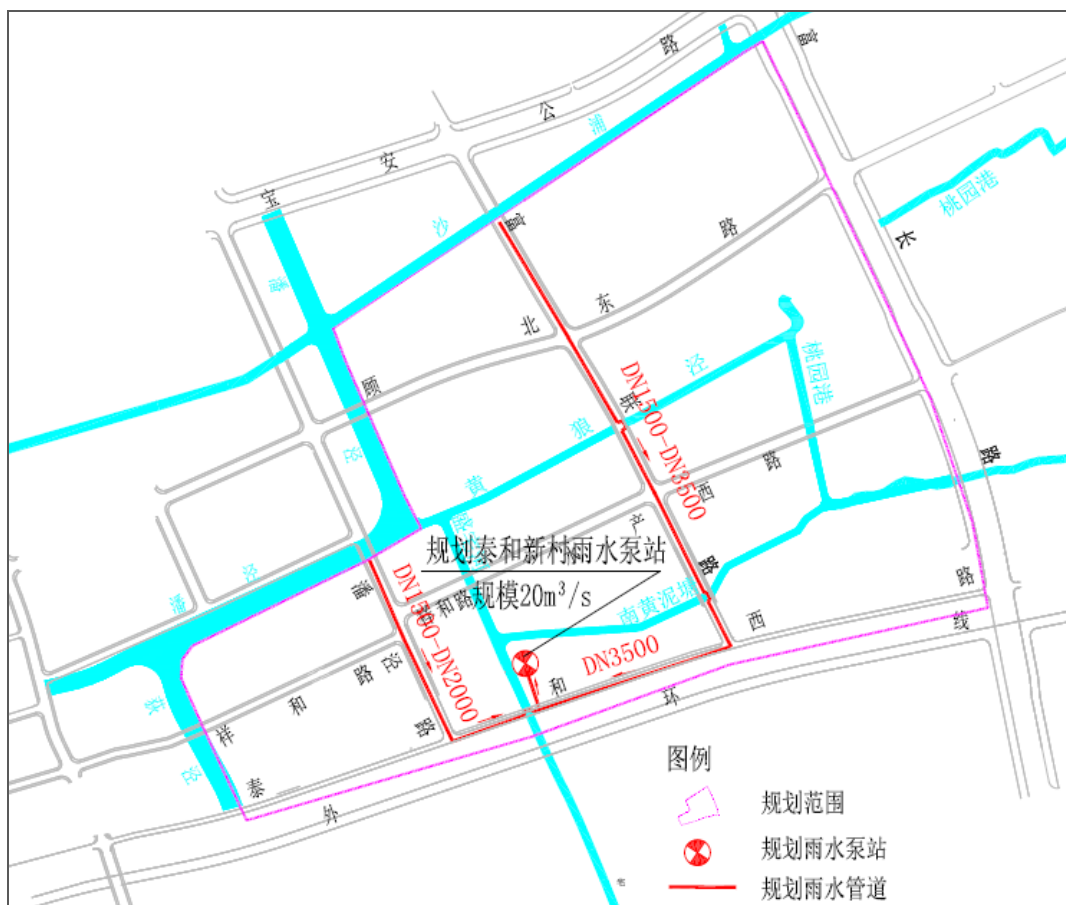 宝安公路
富长路
沙浦
潘泾
桃园港
富联路
顾北东路
黄狼泾
桃园港
DN1500-DN3500
产西路
规划泰和新村雨水泵站
规模20m³/s
南黄泥塘
潘泾
潘泾路
DN1500-DN2000
DN3500
祥和路
泰和西路
外环线
图例
规划范围
规划雨水泵站
规划雨水管道